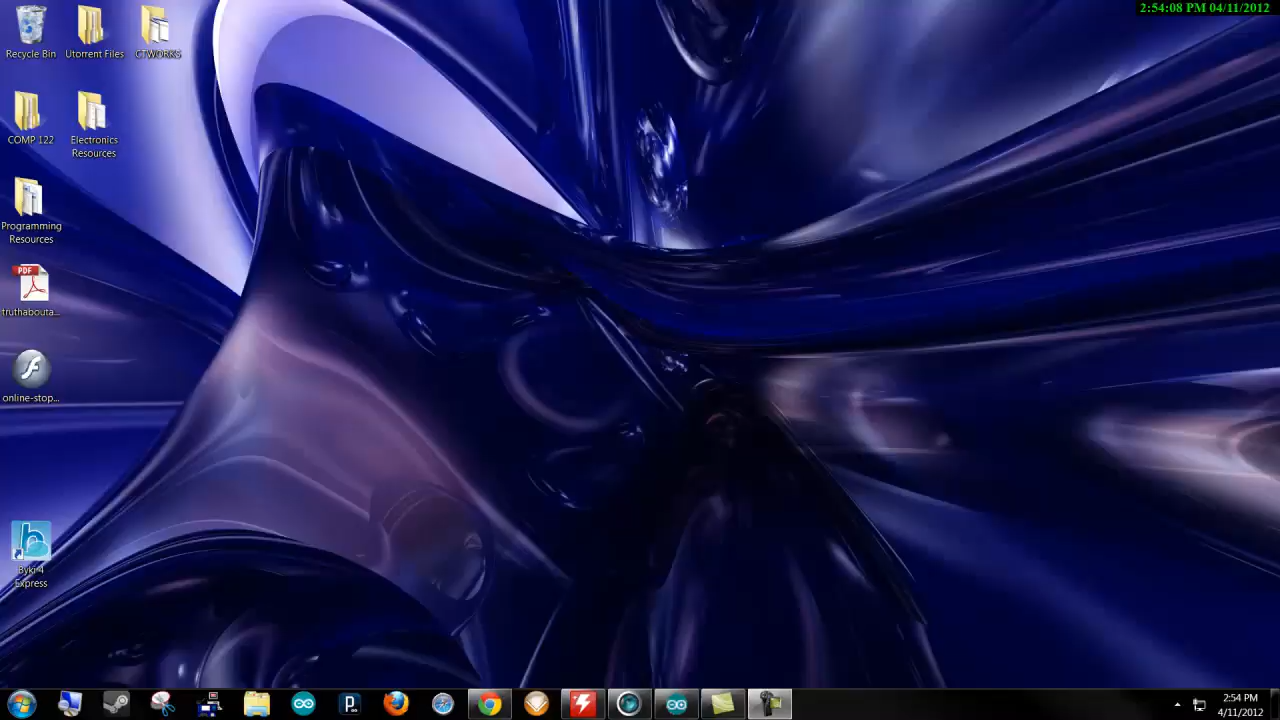 2:54:08 PM 04/11/2012
Recycle Bin
Utorrent Files
CTWORKS
COMP 122
Electronics
Resources
Programming
Resources
PDF
truthabouta...
online-stop...
Byki 4
Express
2:54 PM
4/11/2012